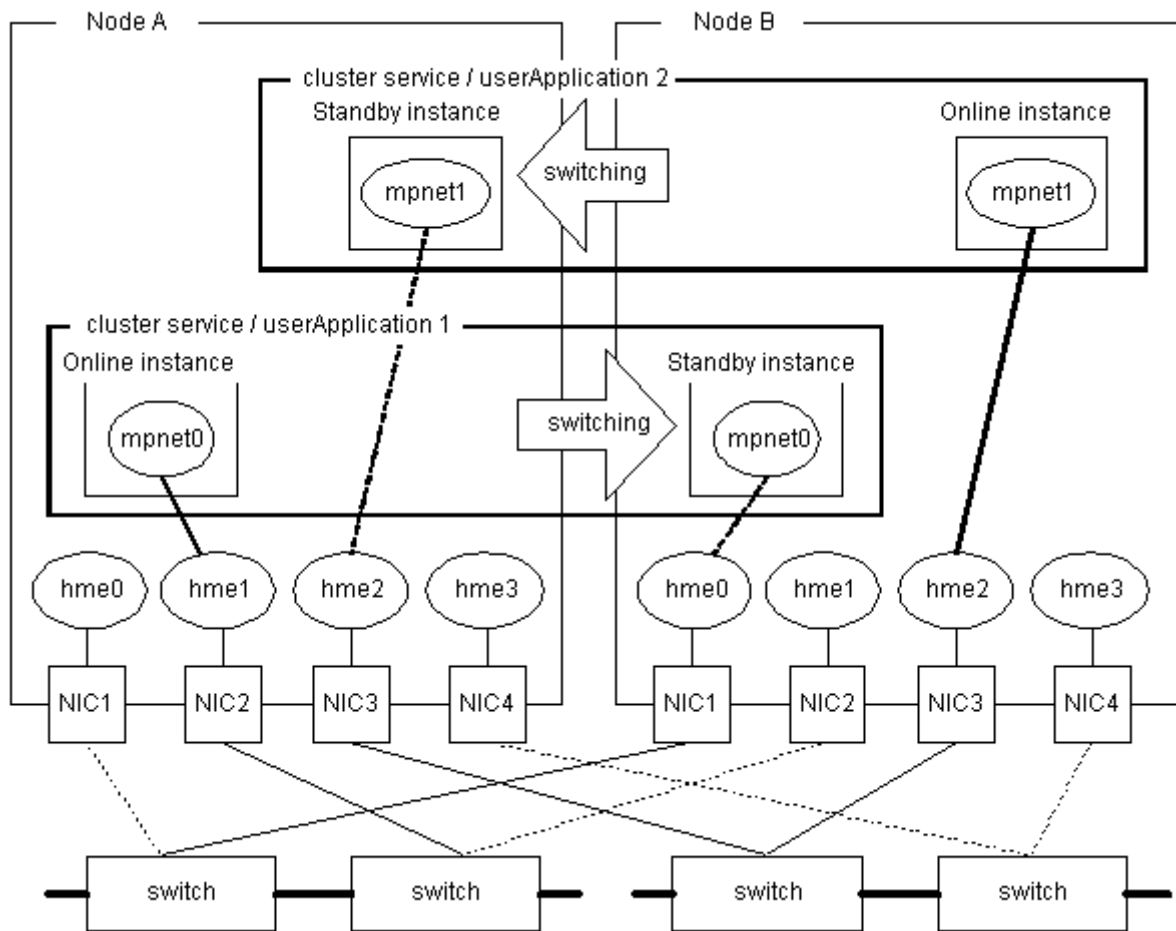 Node A
Node B
cluster service / userApplication 2
Standby instance
Online instance
switching
mpnet1
mpnet1
cluster service / userApplication 1
Online instance
Standby instance
switching
mpnet0
mpnet0
hme0
hme1
hme2
hme3
hme0
hme1
hme2
hme3
NIC1
NIC2
NIC3
NIC4
NIC1
NIC2
NIC3
NIC4
switch
switch
switch
switch